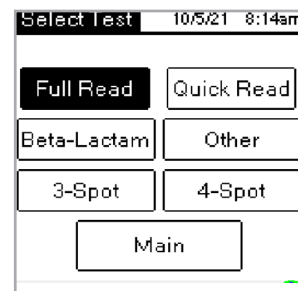 Select Test 10/5/21 8:14am
Full Read Quick Read
Beta-Lactam Other
3-Spot 4-Spot
Main